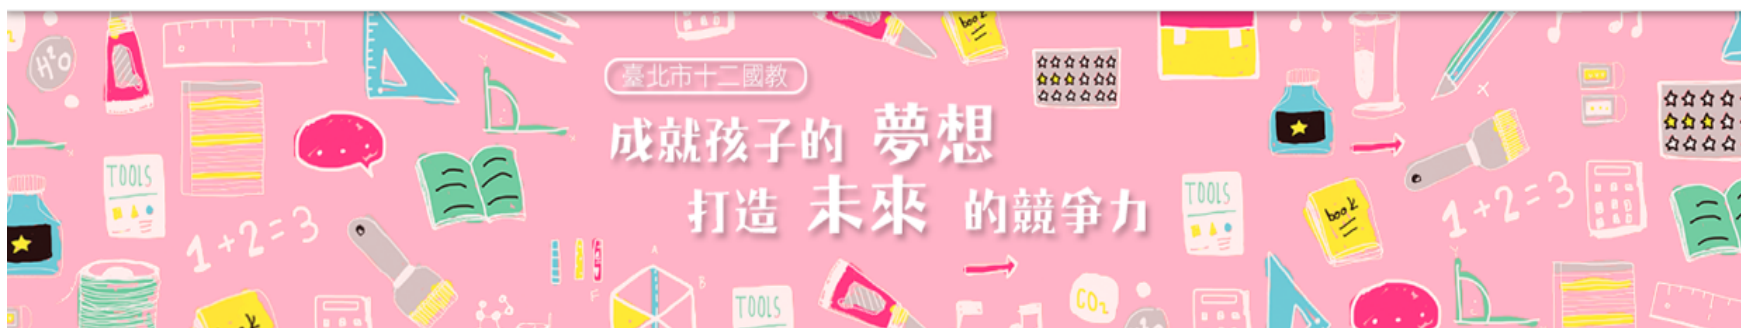 臺北市十二國教
成就孩子的 夢想
打造 未來 的競爭力
H²O
book
TOOLS
1+2=3
TOOLS
book
1+2=3
A
B
F
TOOLS
CO₂